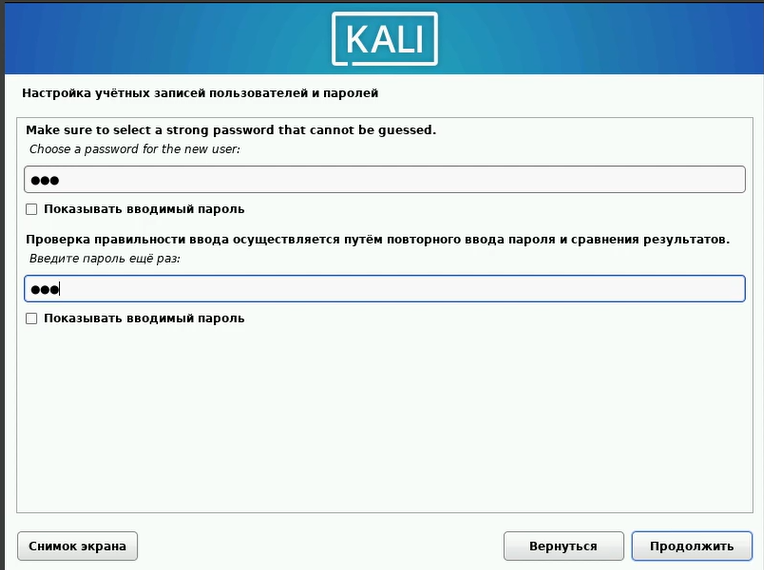 KALI
Настройка учётных записей пользователей и паролей
Make sure to select a strong password that cannot be guessed.
Choose a password for the new user:
●●●
Показывать вводимый пароль
Проверка правильности ввода осуществляется путём повторного ввода пароля и сравнения результатов.
Введите пароль ещё раз:
●●●
Показывать вводимый пароль
Снимок экрана
Вернуться
Продолжить